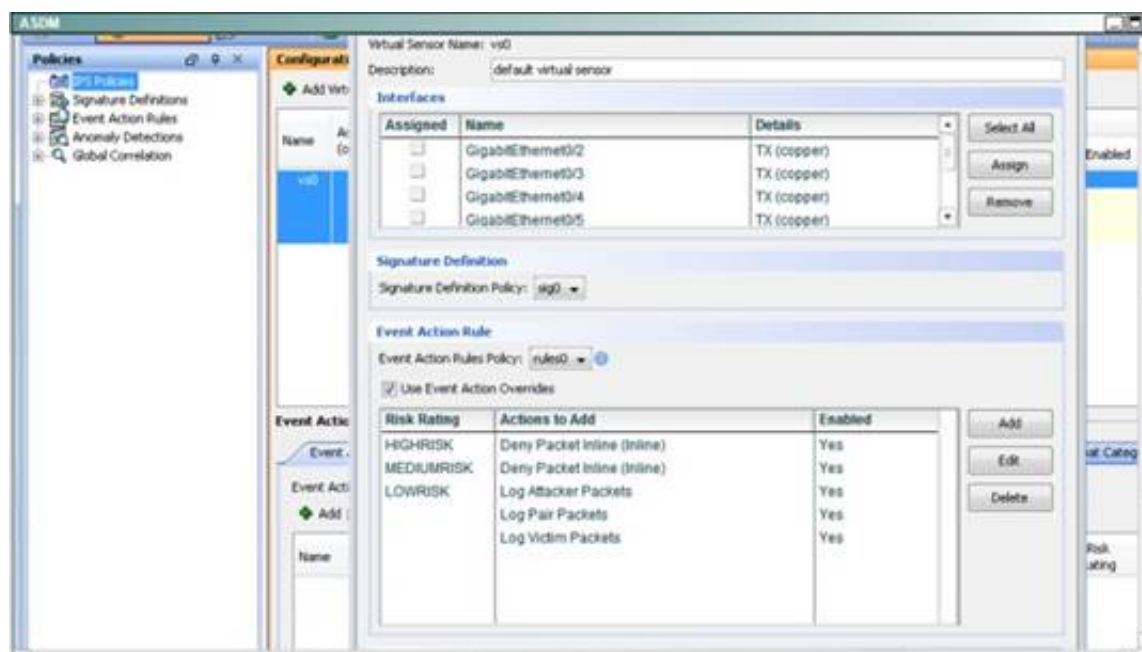 ASDM
Policies
IPS Policies
Signature Definitions
Event Action Rules
Anomaly Detections
Global Correlation
Configurati
Add Virt
Name
vs0
Event Actic
Event
Event Acti
Add
Name
Virtual Sensor Name: vs0
Description: default virtual sensor
Interfaces
Assigned Name Details
GigabitEthernet0/2 TX (copper)
GigabitEthernet0/3 TX (copper)
GigabitEthernet0/4 TX (copper)
GigabitEthernet0/5 TX (copper)
Select All
Assign
Remove
Signature Definition
Signature Definition Policy: sig0
Event Action Rule
Event Action Rules Policy: rules0
Use Event Action Overrides
Risk Rating Actions to Add Enabled
HIGHRISK Deny Packet Inline (Inline) Yes
MEDIUMRISK Deny Packet Inline (Inline) Yes
LOWRISK Log Attacker Packets Yes
Log Pair Packets Yes
Log Victim Packets Yes
Add
Edit
Delete
Enabled
at Categ
Risk
ating